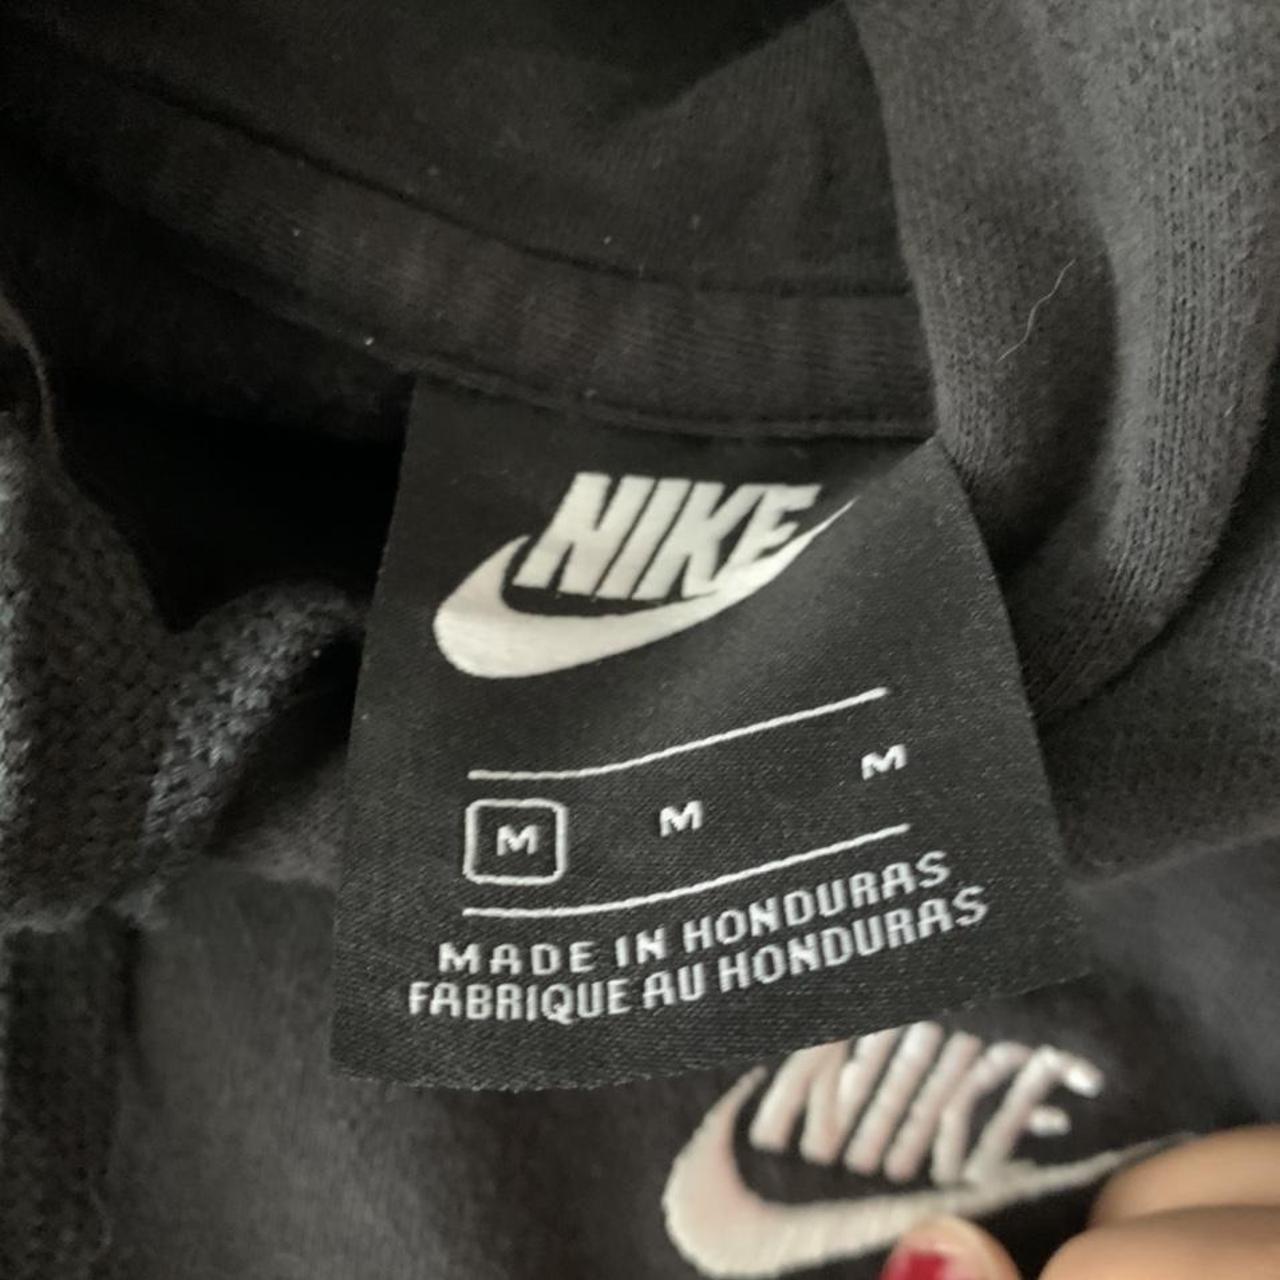 NIKE
M M M
MADE IN HONDURAS
FABRIQUE AU HONDURAS
NIKE